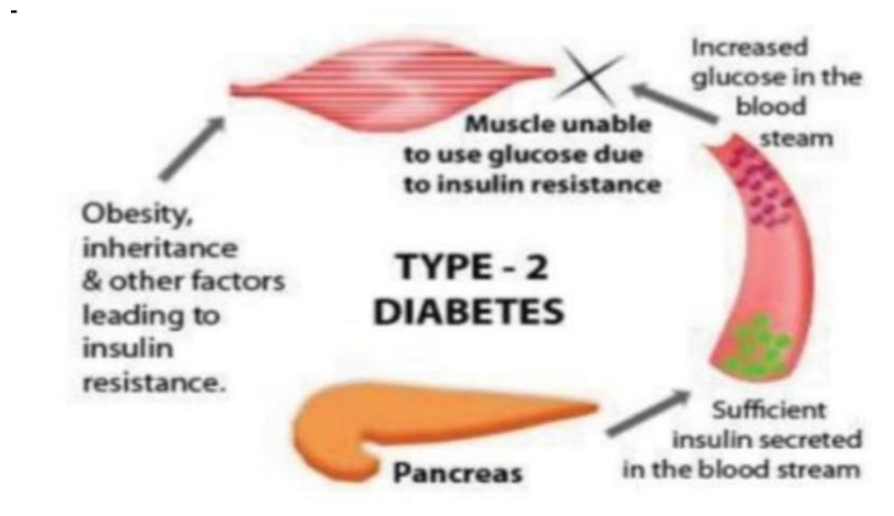 -
Increased
glucose in the
blood
steam
Muscle unable
to use glucose due
to insulin resistance
Obesity,
inheritance
& other factors
leading to
insulin
resistance.
TYPE - 2
DIABETES
Pancreas
Sufficient
insulin secreted
in the blood stream